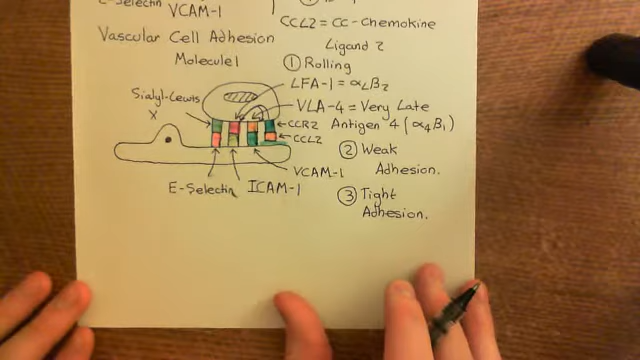 E-Selectin
VCAM-1
Vascular Cell Adhesion
Molecule 1
CCL2 = CC-Chemokine
Ligand 2
① Rolling
LFA-1 = αLβ2
VLA-4 = Very Late
Antigen 4 (α4β1)
Sialyl-Lewis
X
CCR2
CCL2
② Weak
Adhesion.
VCAM-1
E-Selectin ICAM-1
③ Tight
Adhesion.